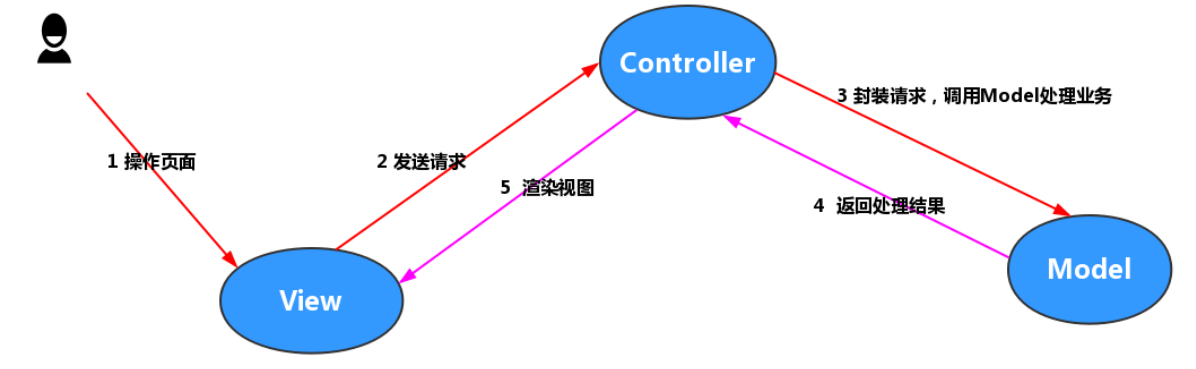 Controller
3 封装请求，调用Model处理业务
1 操作页面
2 发送请求
5 渲染视图
4 返回处理结果
Model
View